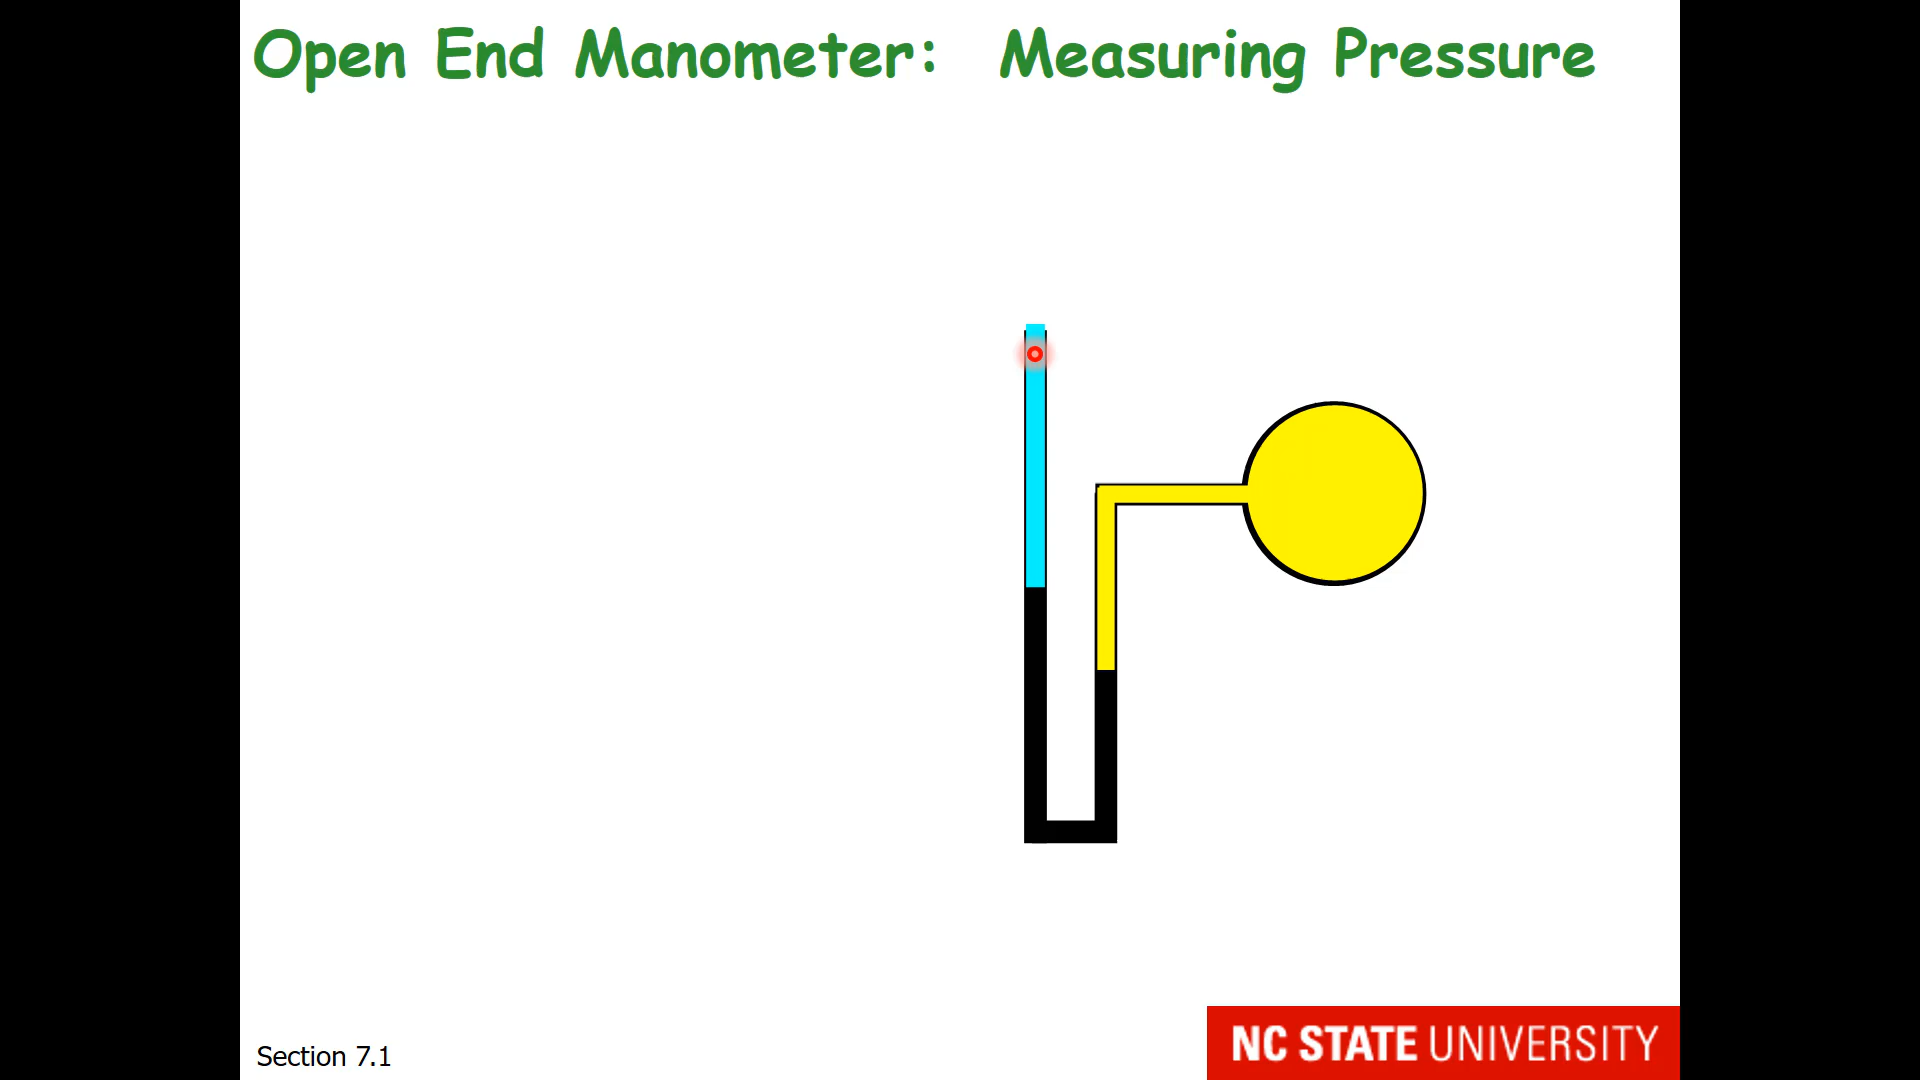 Open End Manometer: Measuring Pressure
Section 7.1
NC STATE UNIVERSITY